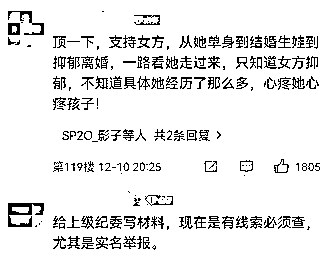 顶一下，支持女方，从她单身到结婚生娃到
抑郁离婚，一路看她走过来，只知道女方抑
郁，不知道具体她经历了那么多，心疼她心
疼孩子！
SP2O_影子等人 共2条回复 >
第119楼 12-10 20:25 1805
给上级纪委写材料，现在是有线索必须查，
尤其是实名举报。